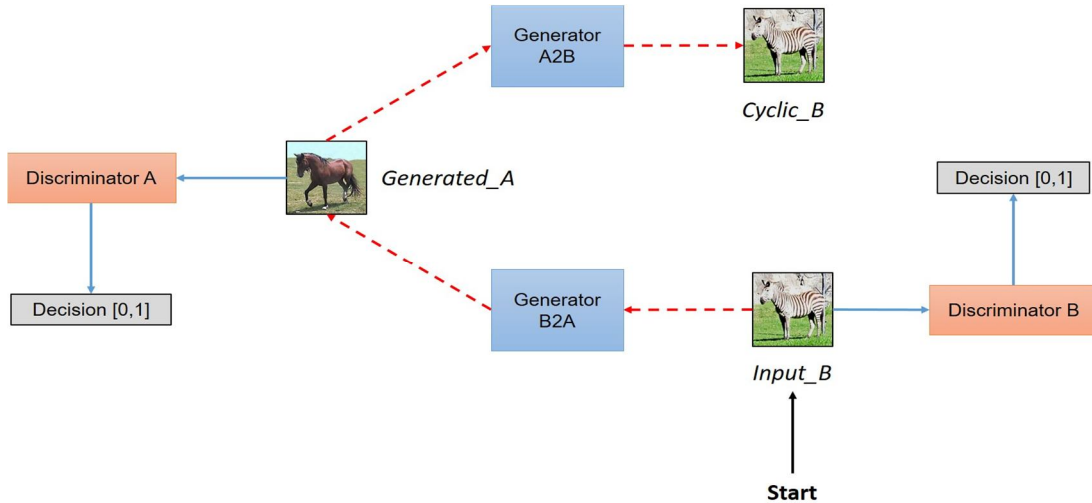 Generator
A2B
Cyclic_B
Discriminator A
Generated_A
Decision [0,1]
Decision [0,1]
Generator
B2A
Discriminator B
Input_B
Start